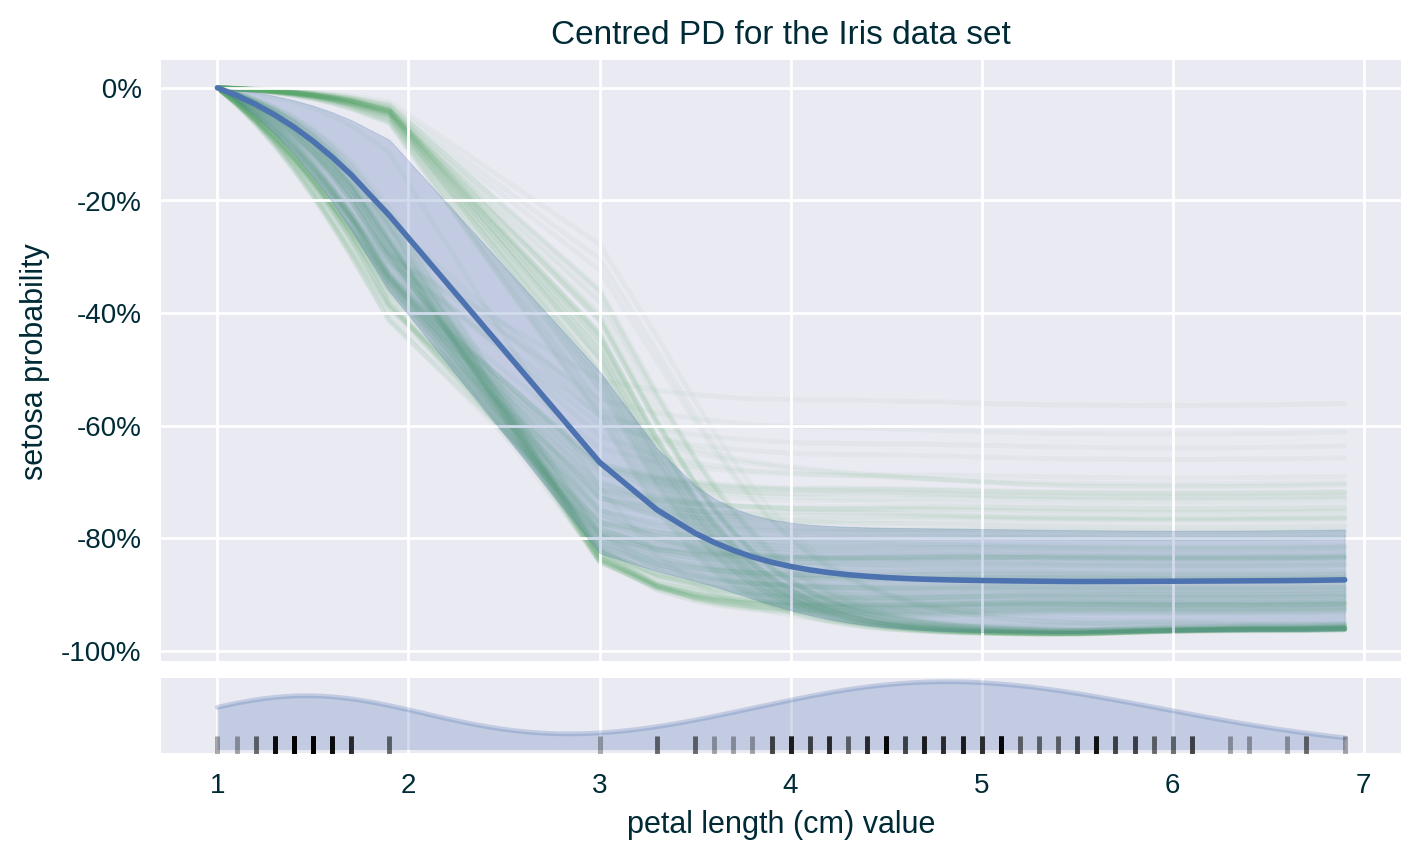 Centred PD for the Iris data set
0%
-20%
-40%
-60%
-80%
-100%
setosa probability
1 2 3 4 5 6 7
petal length (cm) value